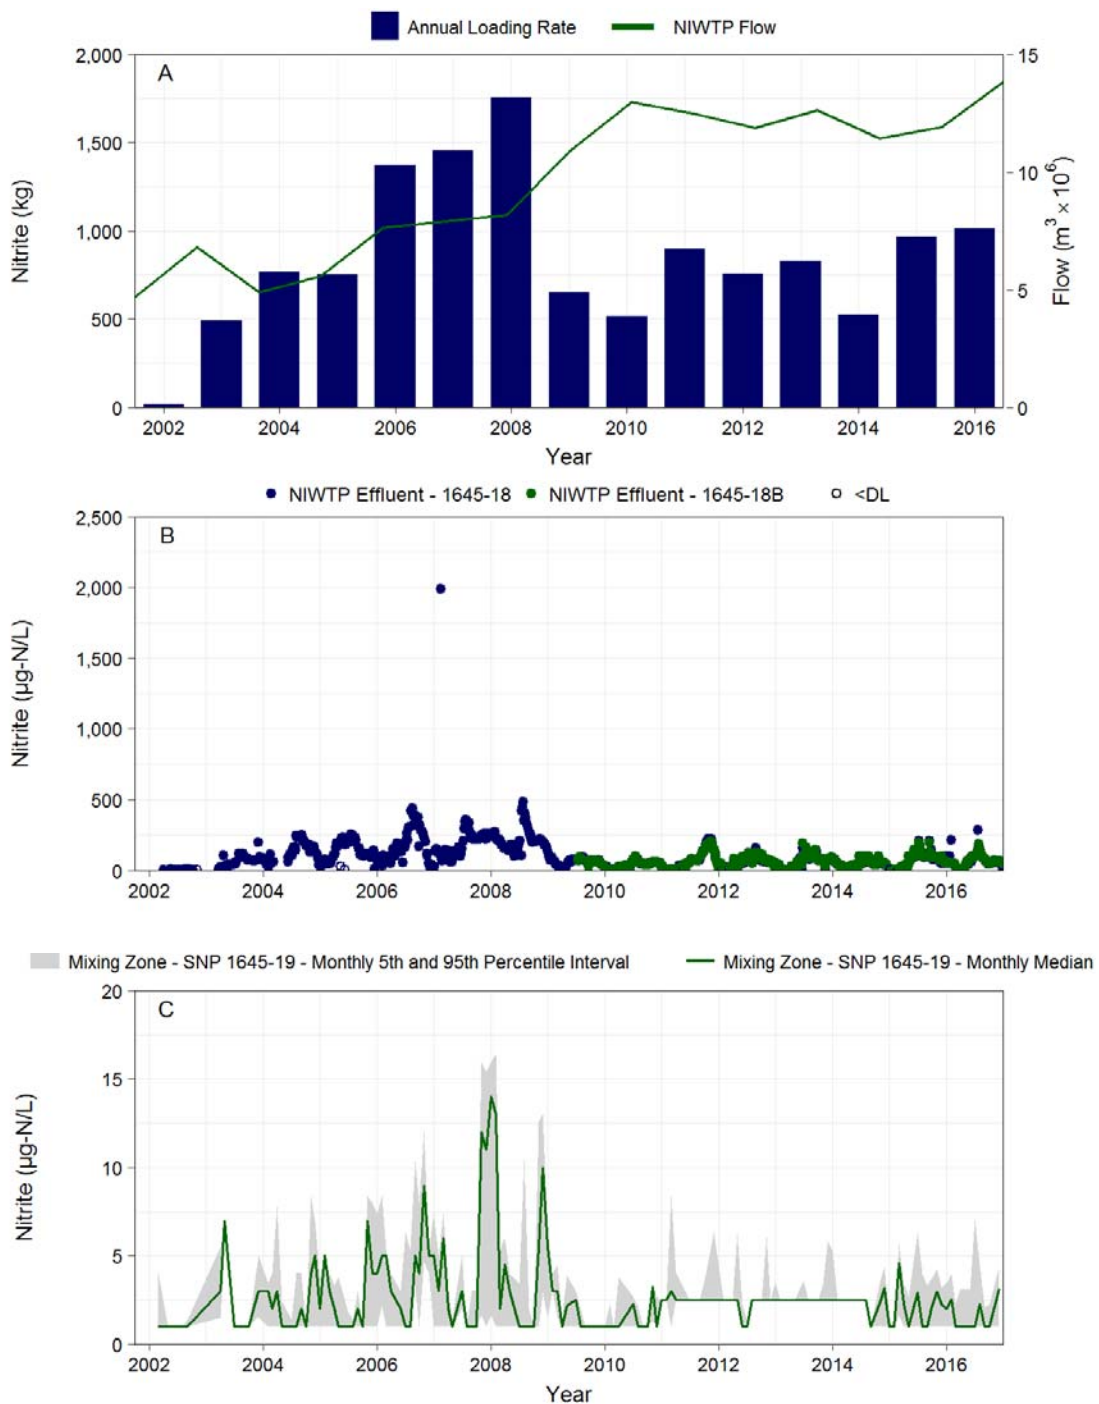 Annual Loading Rate NIWTP Flow
A
2,000
1,500
1,000
500
0
Nitrite (kg)
15
10
5
0
Flow (m³ × 10⁶)
2002 2004 2006 2008 2010 2012 2014 2016
Year
NIWTP Effluent - 1645-18 NIWTP Effluent - 1645-18B <DL
B
2,500
2,000
1,500
1,000
500
0
Nitrite (µg-N/L)
2002 2004 2006 2008 2010 2012 2014 2016
Mixing Zone - SNP 1645-19 - Monthly 5th and 95th Percentile Interval Mixing Zone - SNP 1645-19 - Monthly Median
C
20
15
10
5
0
Nitrite (µg-N/L)
2002 2004 2006 2008 2010 2012 2014 2016
Year